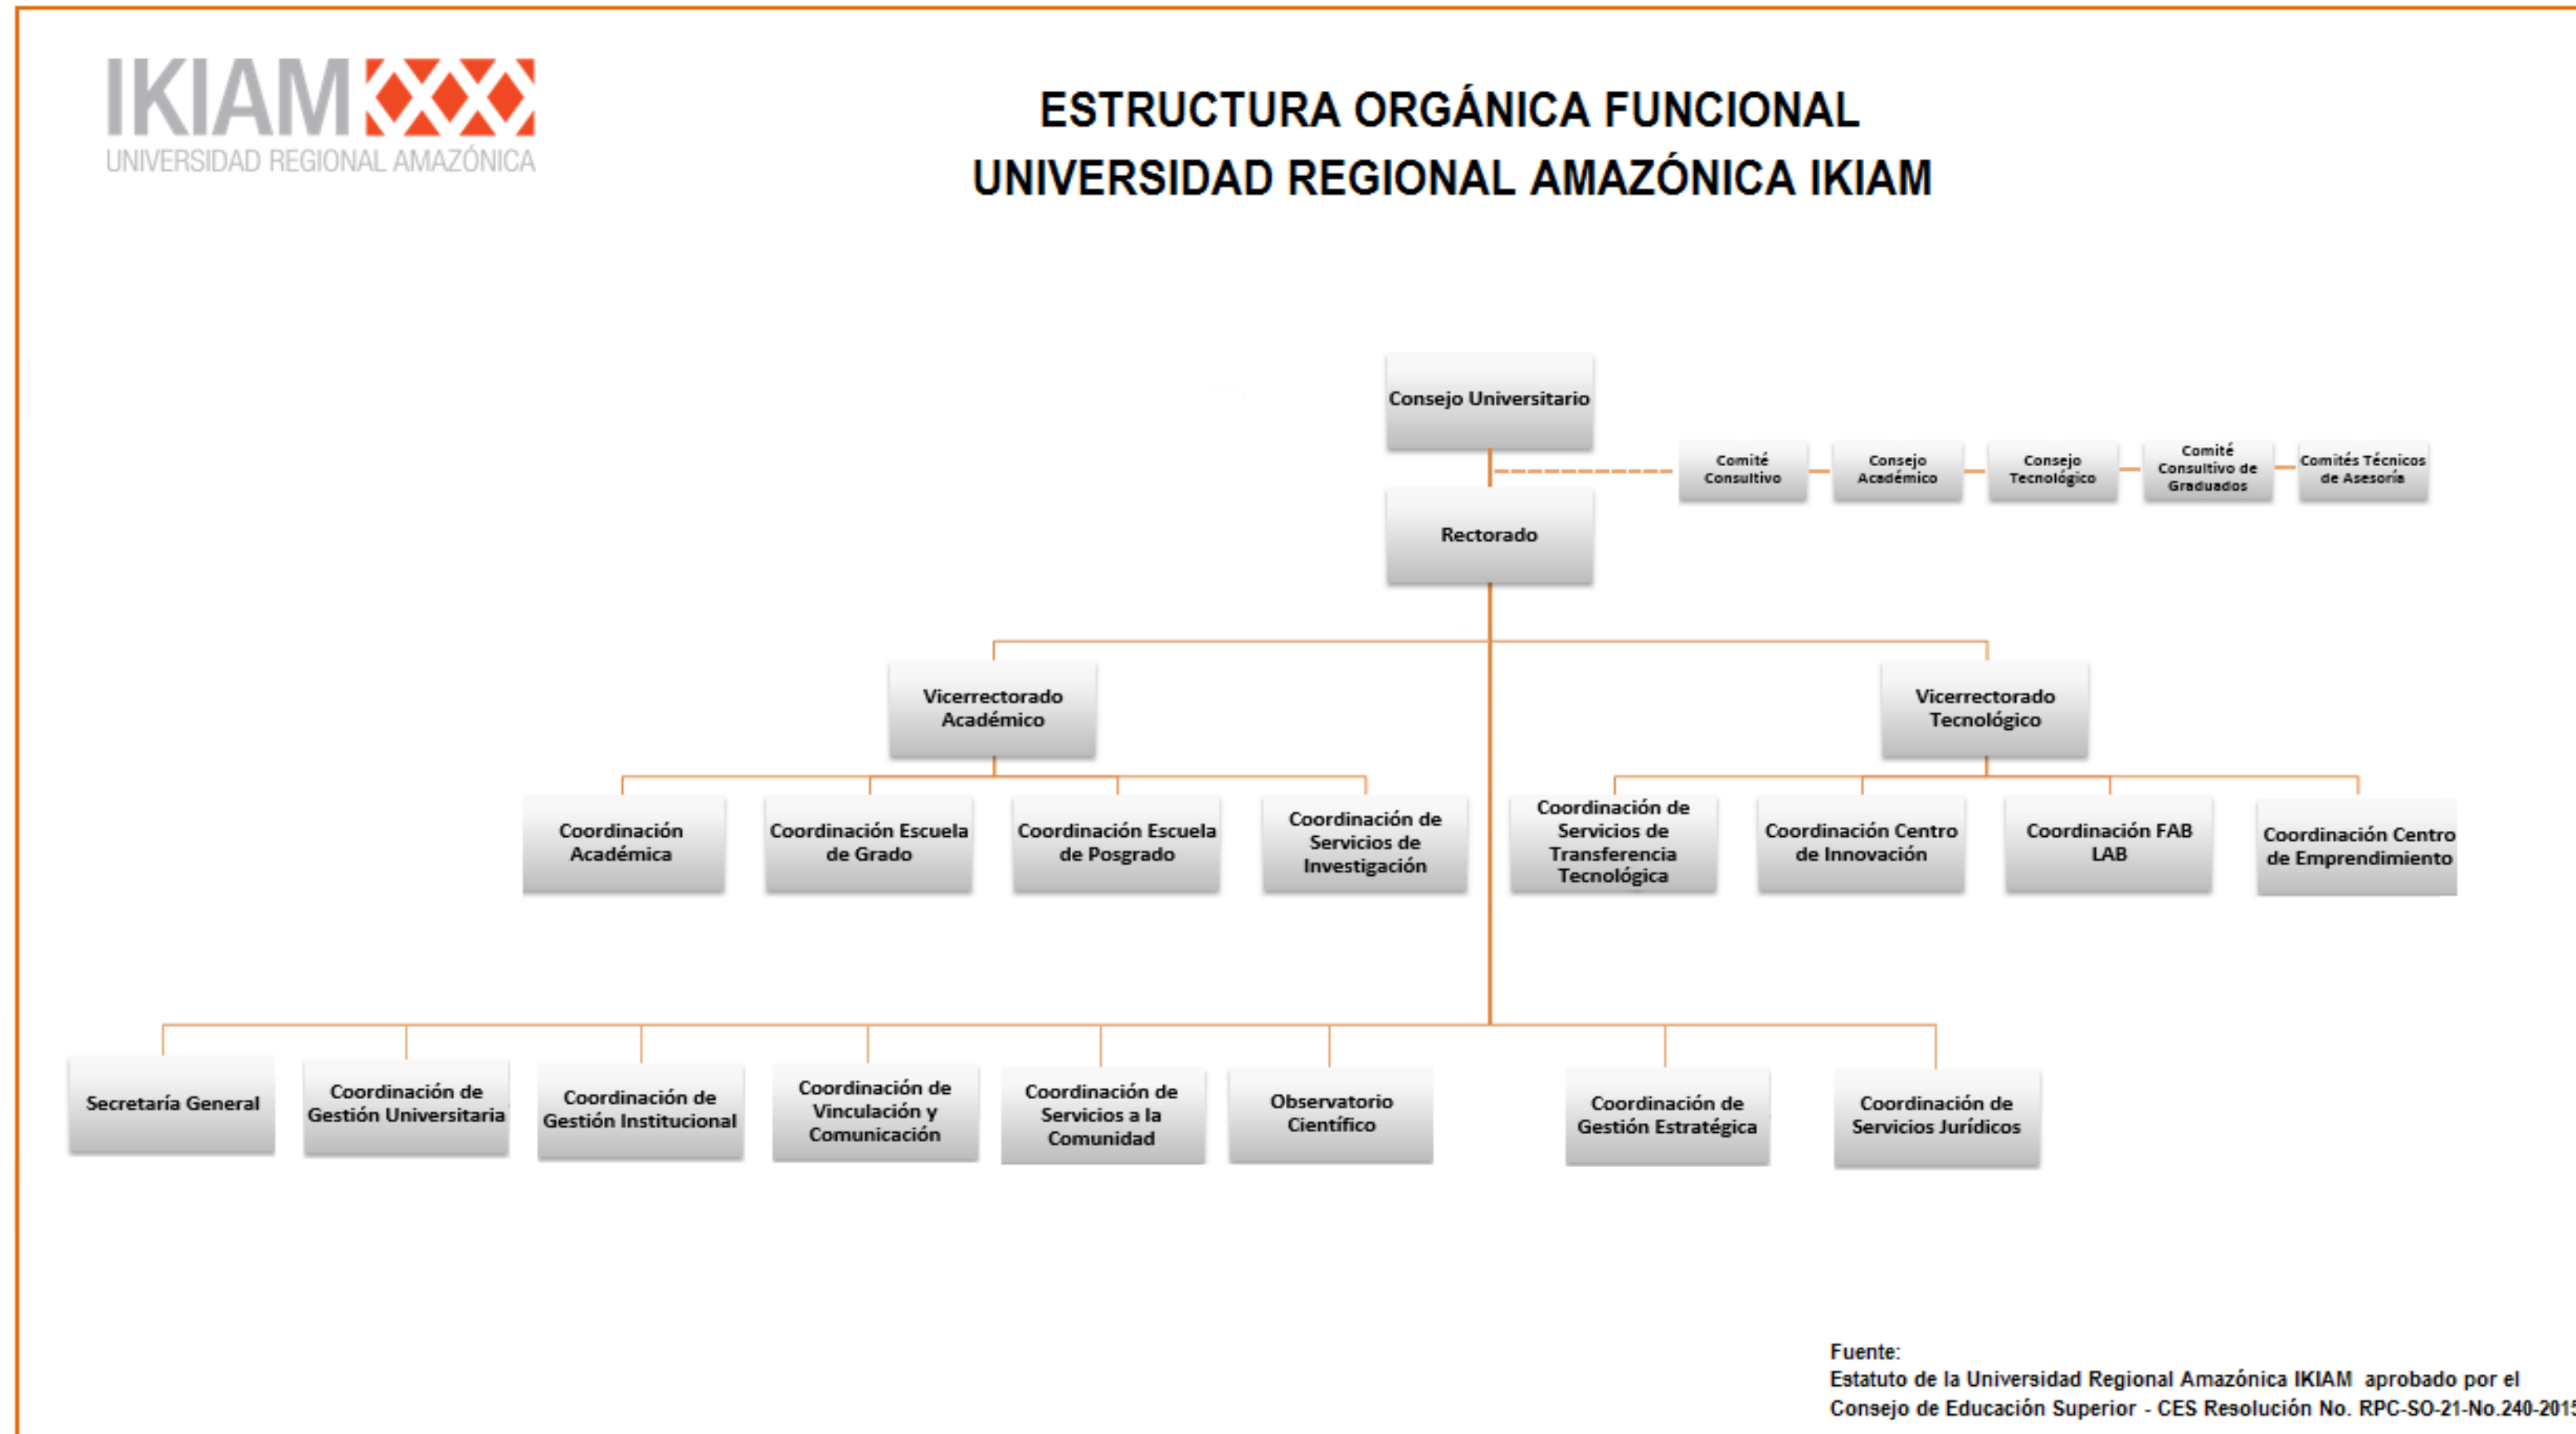 IKIAM
UNIVERSIDAD REGIONAL AMAZÓNICA
ESTRUCTURA ORGÁNICA FUNCIONAL
UNIVERSIDAD REGIONAL AMAZÓNICA IKIAM
Consejo Universitario
Comité
Consultivo
Consejo
Académico
Consejo
Tecnológico
Comité
Consultivo de
Graduados
Comités Técnicos
de Asesoría
Rectorado
Vicerrectorado
Académico
Vicerrectorado
Tecnológico
Coordinación
Académica
Coordinación Escuela
de Grado
Coordinación Escuela
de Posgrado
Coordinación de
Servicios de
Investigación
Coordinación de
Servicios de
Transferencia
Tecnológica
Coordinación Centro
de Innovación
Coordinación FAB
LAB
Coordinación Centro
de Emprendimiento
Secretaría General
Coordinación de
Gestión Universitaria
Coordinación de
Gestión Institucional
Coordinación de
Vinculación y
Comunicación
Coordinación de
Servicios a la
Comunidad
Observatorio
Científico
Coordinación de
Gestión Estratégica
Coordinación de
Servicios Jurídicos
Fuente:
Estatuto de la Universidad Regional Amazónica IKIAM aprobado por el
Consejo de Educación Superior - CES Resolución No. RPC-SO-21-No.240-2015